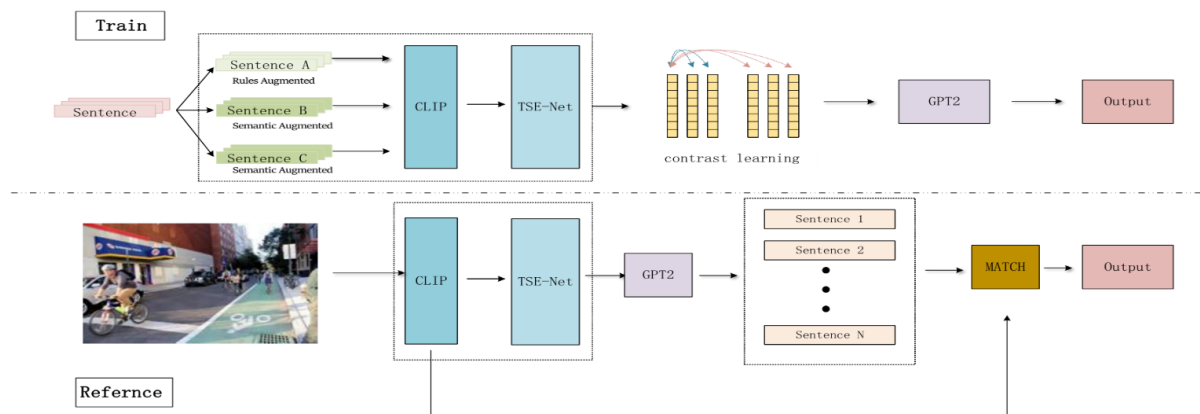 Train
Sentence
Sentence A
Rules Augmented
Sentence B
Semantic Augmented
Sentence C
Semantic Augmented
CLIP
TSE-Net
contrast learning
GPT2
Output
CLIP
TSE-Net
GPT2
Sentence 1
Sentence 2
Sentence N
MATCH
Output
Refernce